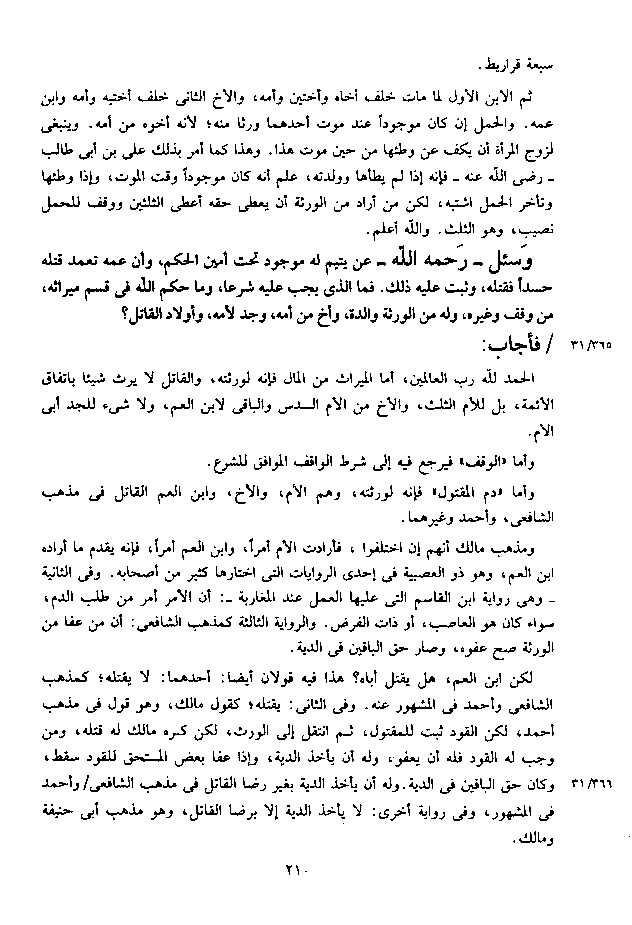 سبعة قراريط.
ثم الابن الأول لما مات خلف أخاه وأختين وأمه، والأخ الثانى خلف أختيه وأمه وابن
عمه. والحمل إن كان موجوداً عند موت أحدهما ورثا منه؛ لأنه أخوه من أمه. وينبغى
لزوج المرأة أن يكف عن وطئها من حين موت هذا. وهذا كما أمر بذلك على بن أبى طالب
ـ رضى الله عنه ـ فإنه إذا لم يطأها وولدته، علم أنه كان موجوداً وقت الموت، وإذا وطئها
وتأخر الحمل اشتبه، لكن من أراد من الورثة أن يعطى حقه أعطى الثلثين ووقف للحمل
نصيب، وهو الثلث. والله أعلم.
وَسئل ـ رَحمه اللَّه ـ عن يتيم له موجود تحت أمين الحكم، وأن عمه تعمد قتله
حسداً فقتله، وثبت عليه ذلك. فما الذى يجب عليه شرعا، وما حكم الله فى قسم ميراثه،
من وقف وغيره، وله من الورثة والدة، وأخ من أمه، وجد لأمه، وأولاد القاتل؟
٣١/٣٦٥ / فأجاب:
الحمد لله رب العالمين، أما الميراث من المال فإنه لورثته، والقاتل لا يرث شيئا باتفاق
الأئمة، بل للأم الثلث، والأخ من الأم السدس والباقى لابن العم، ولا شىء للجد أبى
الأم.
وأما «الوقف» فيرجع فيه إلى شرط الواقف الموافق للشرع.
وأما «دم المقتول» فإنه لورثته، وهم الأم، والأخ، وابن العم القاتل فى مذهب
الشافعى، وأحمد وغيرهما.
ومذهب مالك أنهم إن اختلفوا ، فأرادت الأم أمراً، وابن العم أمراً، فإنه يقدم ما أراده
ابن العم، وهو ذو العصبية فى إحدى الروايات التى اختارها كثير من أصحابه. وفى الثانية
ـ وهى رواية ابن القاسم التى عليها العمل عند المغاربة ـ: أن الأمر أمر من طلب الدم،
سواء كان هو العاصب، أو ذات الفرض. والرواية الثالثة كمذهب الشافعى: أن من عفا من
الورثة صح عفوه، وصار حق الباقين فى الدية.
لكن ابن العم، هل يقتل أباه؟ هذا فيه قولان أيضا: أحدهما: لا يقتله؛ كمذهب
الشافعى وأحمد فى المشهور عنه. وفى الثانى: يقتله؛ كقول مالك، وهو قول فى مذهب
أحمد، لكن القود ثبت للمقتول، ثم انتقل إلى الورث، لكن كره مالك له قتله، ومن
وجب له القود فله أن يعفو، وله أن يأخذ الدية، وإذا عفا بعض المستحق للقود سقط،
٣١/٣٦٦ وكان حق الباقين فى الدية.وله أن يأخذ الدية بغير رضا القاتل فى مذهب الشافعى/وأحمد
فى المشهور، وفى رواية أخرى: لا يأخذ الدية إلا برضا القاتل، وهو مذهب أبى حنيفة
ومالك.
٢١٠